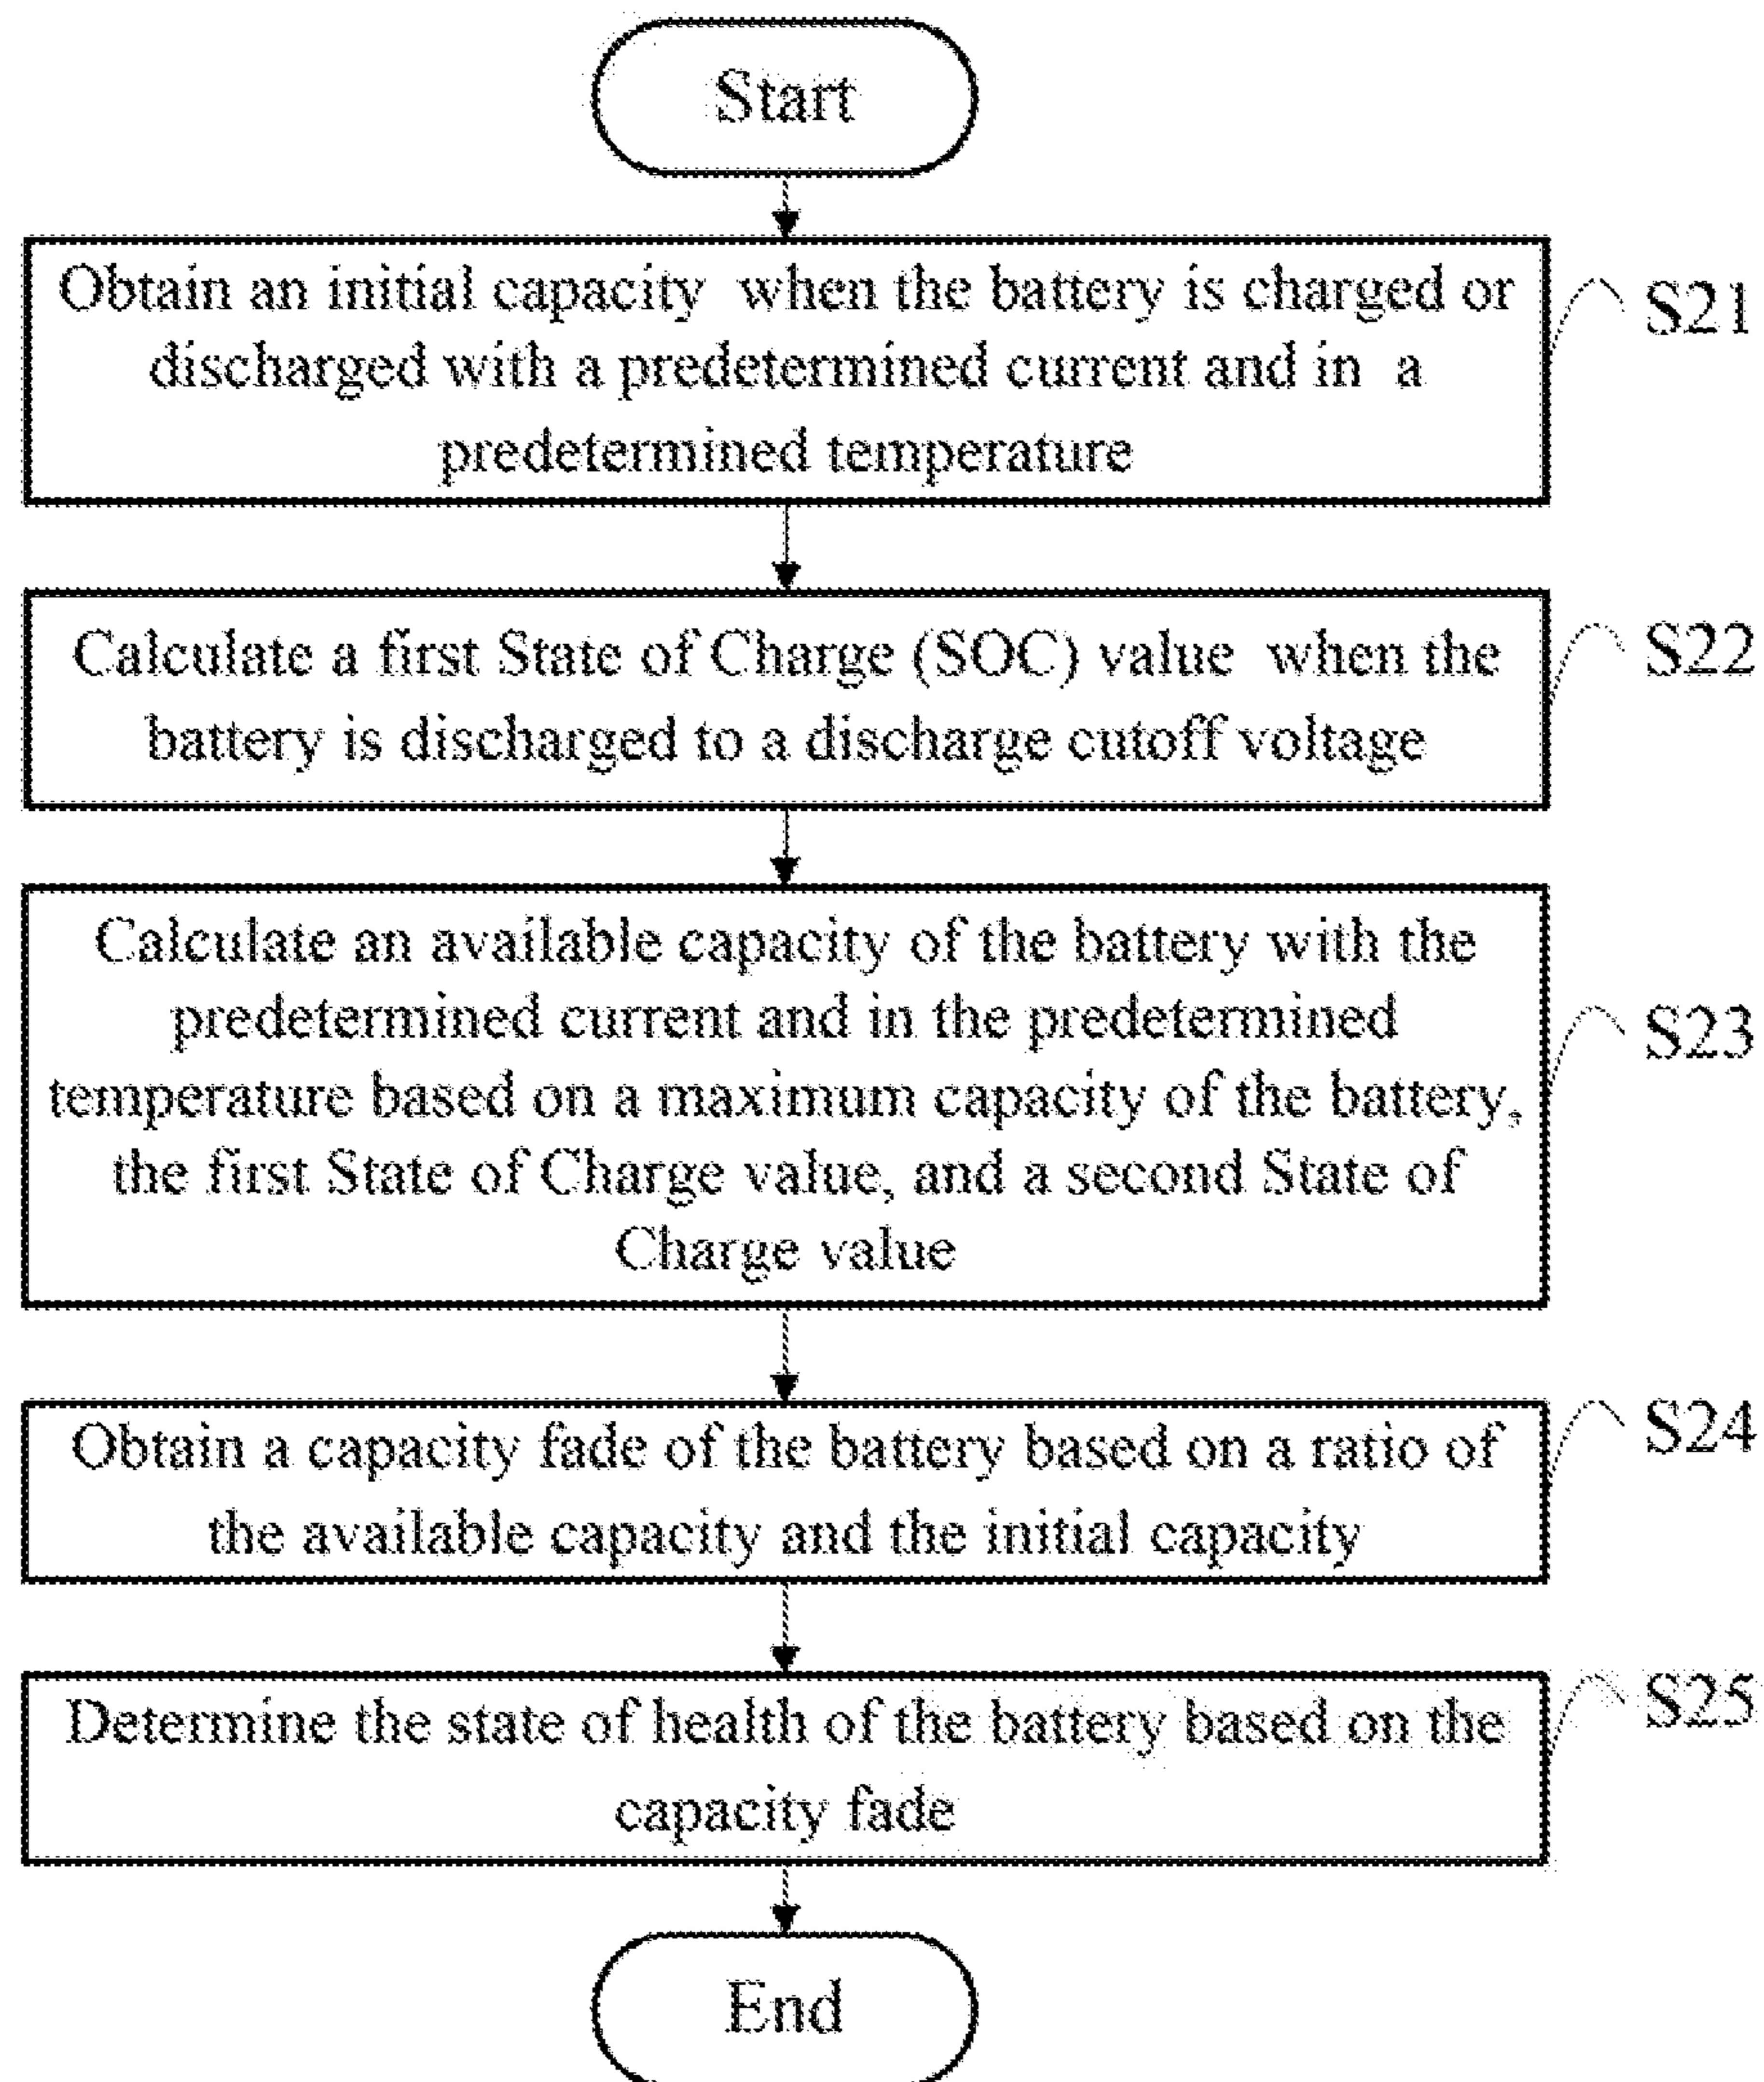 Start
Obtain an initial capacity when the battery is charged or
discharged with a predetermined current and in a
predetermined temperature
S21
Calculate a first State of Charge (SOC) value when the
battery is discharged to a discharge cutoff voltage
S22
Calculate an available capacity of the battery with the
predetermined current and in the predetermined
temperature based on a maximum capacity of the battery,
the first State of Charge value, and a second State of
Charge value
S23
Obtain a capacity fade of the battery based on a ratio of
the available capacity and the initial capacity
S24
Determine the state of health of the battery based on the
capacity fade
S25
End